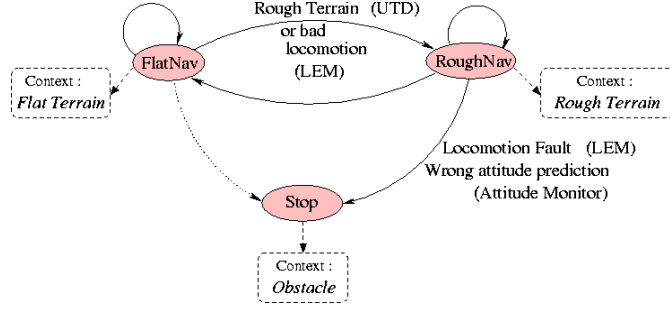 Rough Terrain (UTD)
or bad
locomotion
(LEM)
FlatNav
RoughNav
Context :
Flat Terrain
Context :
Rough Terrain
Locomotion Fault (LEM)
Wrong attitude prediction
(Attitude Monitor)
Stop
Context :
Obstacle